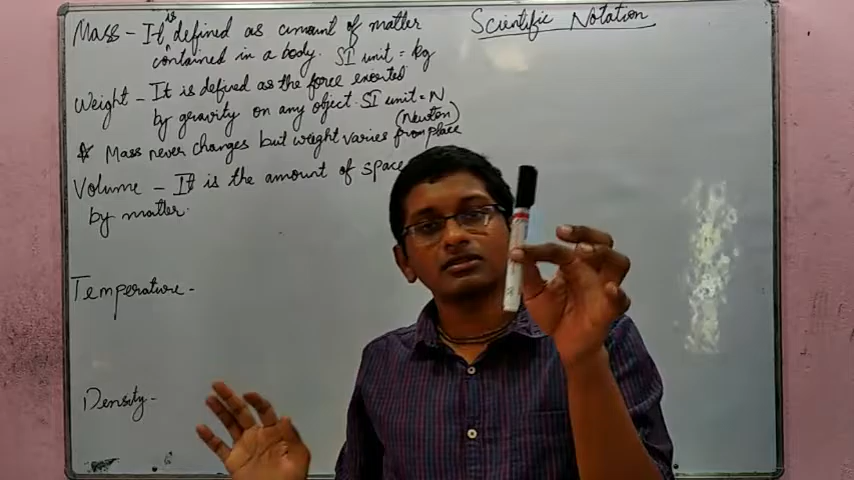 Mass - It is defined as amount of matter
contained in a body. SI unit = kg
Weight - It is defined as the force exerted
by gravity on any object. SI unit = N
(Newton)
* Mass never changes but weight varies from place
Volume - It is the amount of space
by matter.
Temperature -
Density -
Scientific Notation